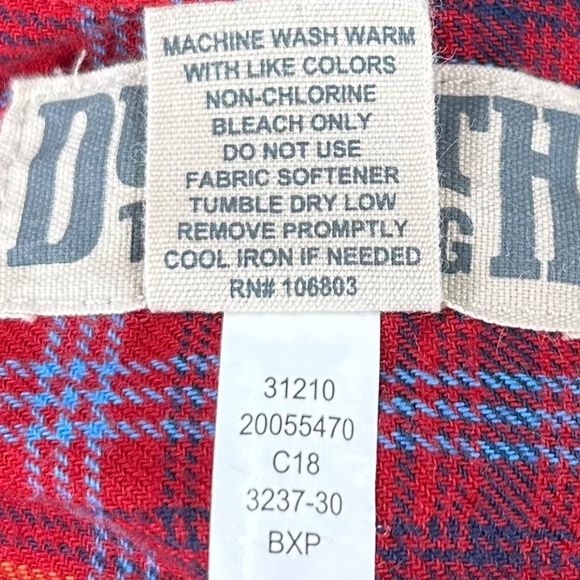 MACHINE WASH WARM
WITH LIKE COLORS
NON-CHLORINE
BLEACH ONLY
DO NOT USE
FABRIC SOFTENER
TUMBLE DRY LOW
REMOVE PROMPTLY
COOL IRON IF NEEDED
RN# 106803
31210
20055470
C18
3237-30
BXP